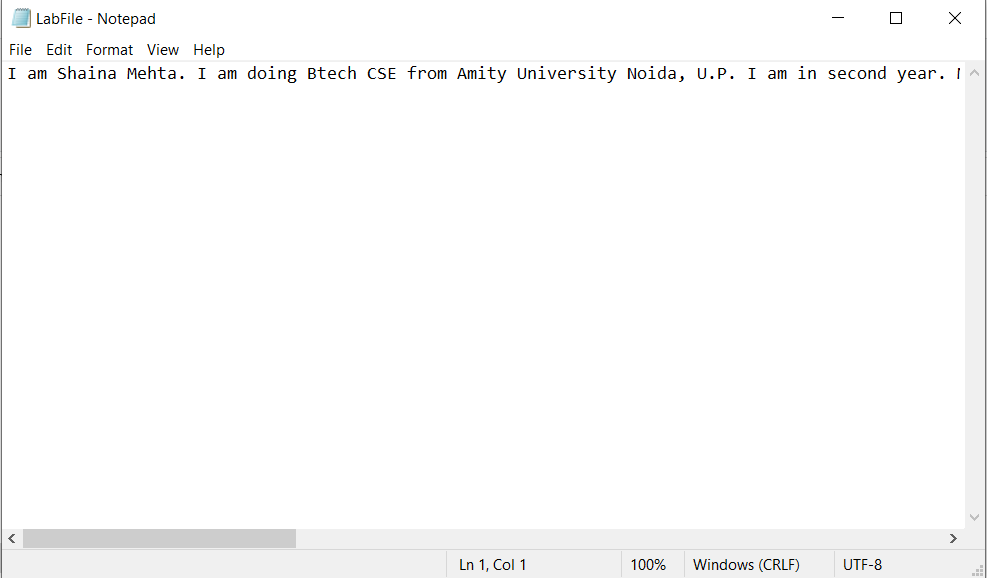 LabFile - Notepad
File Edit Format View Help
I am Shaina Mehta. I am doing Btech CSE from Amity University Noida, U.P. I am in second year.
Ln 1, Col 1 100% Windows (CRLF) UTF-8